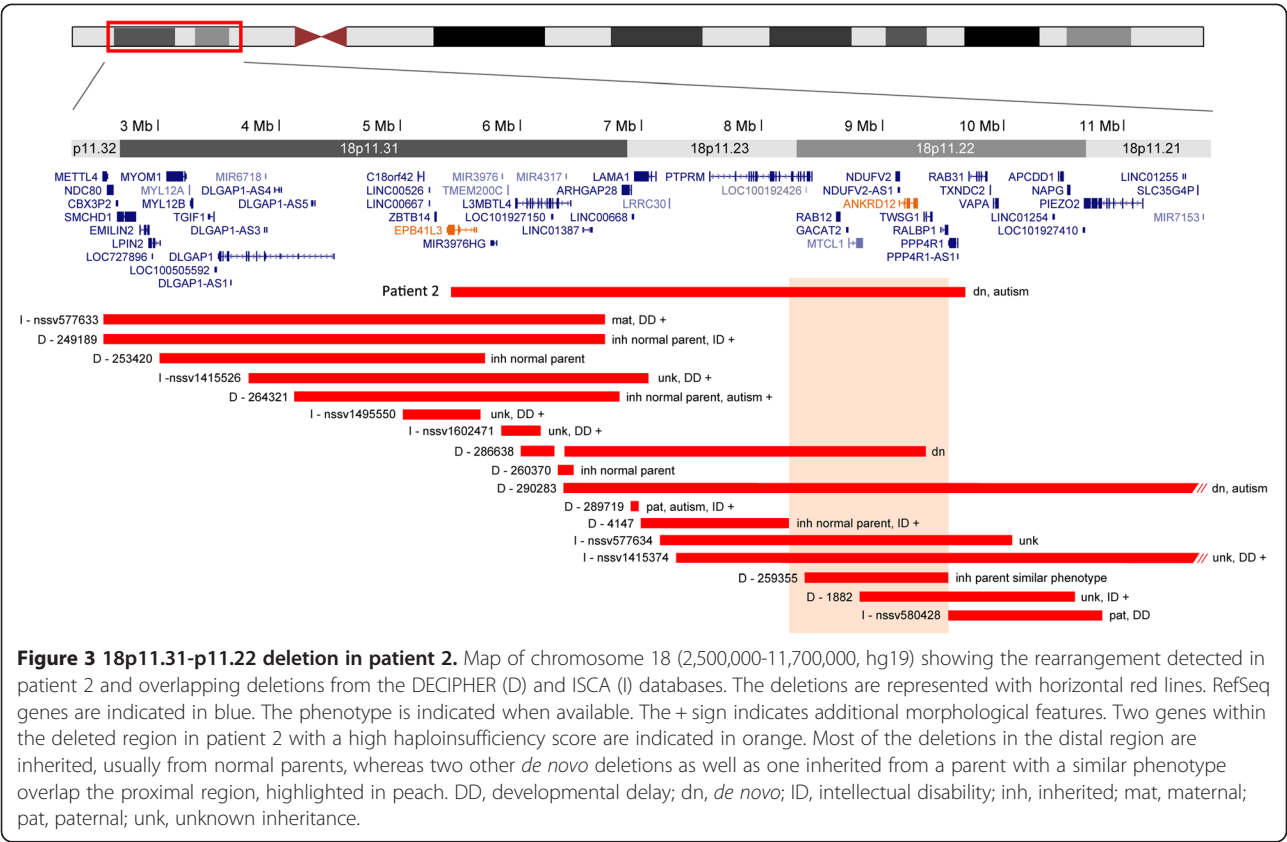 3 Mb 4 Mb 5 Mb 6 Mb 7 Mb 8 Mb 9 Mb 10 Mb 11 Mb
p11.32 18p11.31 18p11.23 18p11.22 18p11.21
METTL4 MYOM1 MIR6718 C18orf42 MIR3976 MIR4317 LAMA1 PTPRM NDUFV2 RAB31 APCDD1 LINC01255
NDC80 MYL12A DLGAP1-AS4 LINC00526 TMEM200C ARHGAP28 LOC100192426 NDUFV2-AS1 TXNDC2 NAPG SLC35G4P
CBX3P2 MYL12B DLGAP1-AS5 LINC00667 L3MBTL4 LRRC30 ANKRD12 VAPA PIEZO2
SMCHD1 TGIF1 ZBTB14 LOC101927150 LINC00668 RAB12 TWSG1 LINC01254 MIR7153
EMILIN2 DLGAP1-AS3 EPB41L3 LINC01387 GACAT2 RALBP1 LOC101927410
LPIN2 MIR3976HG MTCL1 PPP4R1
LOC727896 DLGAP1 PPP4R1-AS1
LOC100505592
DLGAP1-AS1
Patient 2 dn, autism
I - nssv577633 mat, DD +
D - 249189 inh normal parent, ID +
D - 253420 inh normal parent
I -nssv1415526 unk, DD +
D - 264321 inh normal parent, autism +
I - nssv1495550 unk, DD +
I - nssv1602471 unk, DD +
D - 286638 dn
D - 260370 inh normal parent
D - 290283 dn, autism
D - 289719 pat, autism, ID +
D - 4147 inh normal parent, ID +
I - nssv577634 unk
I - nssv1415374 unk, DD +
D - 259355 inh parent similar phenotype
D - 1882 unk, ID +
I - nssv580428 pat, DD
Figure 3 18p11.31-p11.22 deletion in patient 2. Map of chromosome 18 (2,500,000-11,700,000, hg19) showing the rearrangement detected in
patient 2 and overlapping deletions from the DECIPHER (D) and ISCA (I) databases. The deletions are represented with horizontal red lines. RefSeq
genes are indicated in blue. The phenotype is indicated when available. The + sign indicates additional morphological features. Two genes within
the deleted region in patient 2 with a high haploinsufficiency score are indicated in orange. Most of the deletions in the distal region are
inherited, usually from normal parents, whereas two other de novo deletions as well as one inherited from a parent with a similar phenotype
overlap the proximal region, highlighted in peach. DD, developmental delay; dn, de novo; ID, intellectual disability; inh, inherited; mat, maternal;
pat, paternal; unk, unknown inheritance.